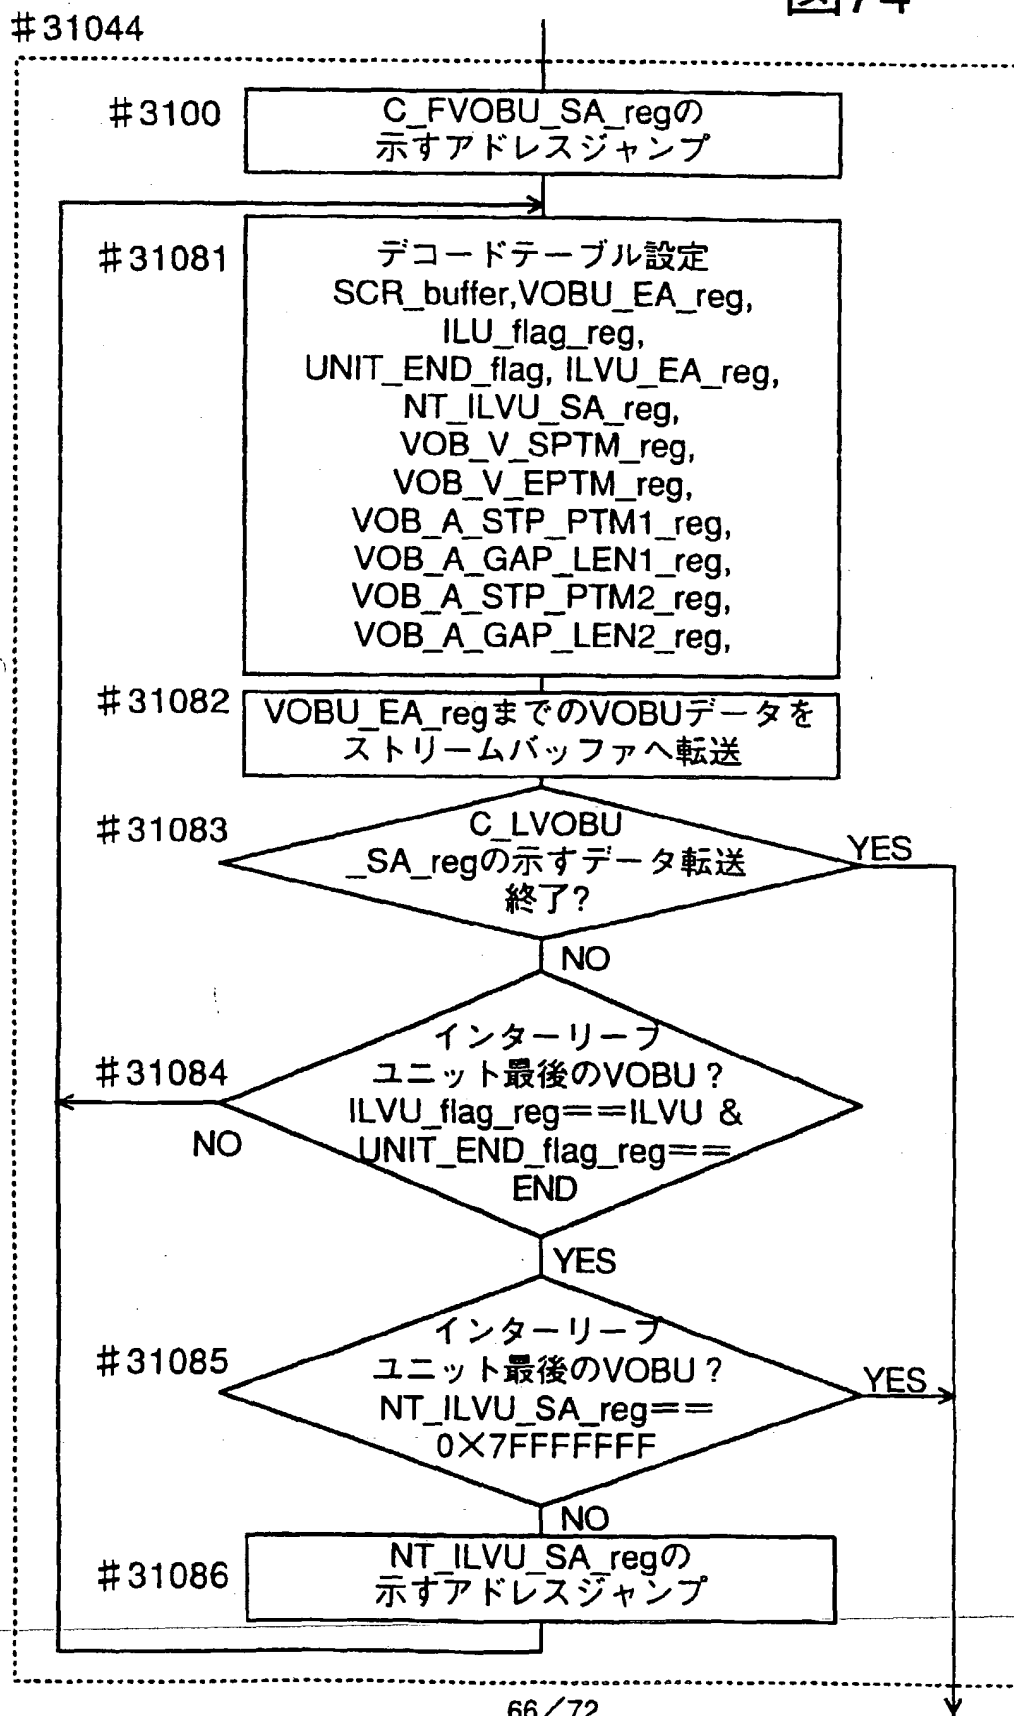 図74
#31044
#3100
C_FVOBU_SA_regの
示すアドレスジャンプ
#31081
デコードテーブル設定
SCR_buffer,VOBU_EA_reg,
ILU_flag_reg,
UNIT_END_flag, ILVU_EA_reg,
NT_ILVU_SA_reg,
VOB_V_SPTM_reg,
VOB_V_EPTM_reg,
VOB_A_STP_PTM1_reg,
VOB_A_GAP_LEN1_reg,
VOB_A_STP_PTM2_reg,
VOB_A_GAP_LEN2_reg,
#31082
VOBU_EA_regまでのVOBUデータを
ストリームバッファへ転送
#31083
C_LVOBU
_SA_regの示すデータ転送
終了?
YES
NO
#31084
インターリーブ
ユニット最後のVOBU?
ILVU_flag_reg==ILVU &
UNIT_END_flag_reg==
END
NO
YES
#31085
インターリーブ
ユニット最後のVOBU?
NT_ILVU_SA_reg==
0×7FFFFFFF
YES
NO
#31086
NT_ILVU_SA_regの
示すアドレスジャンプ
66/72